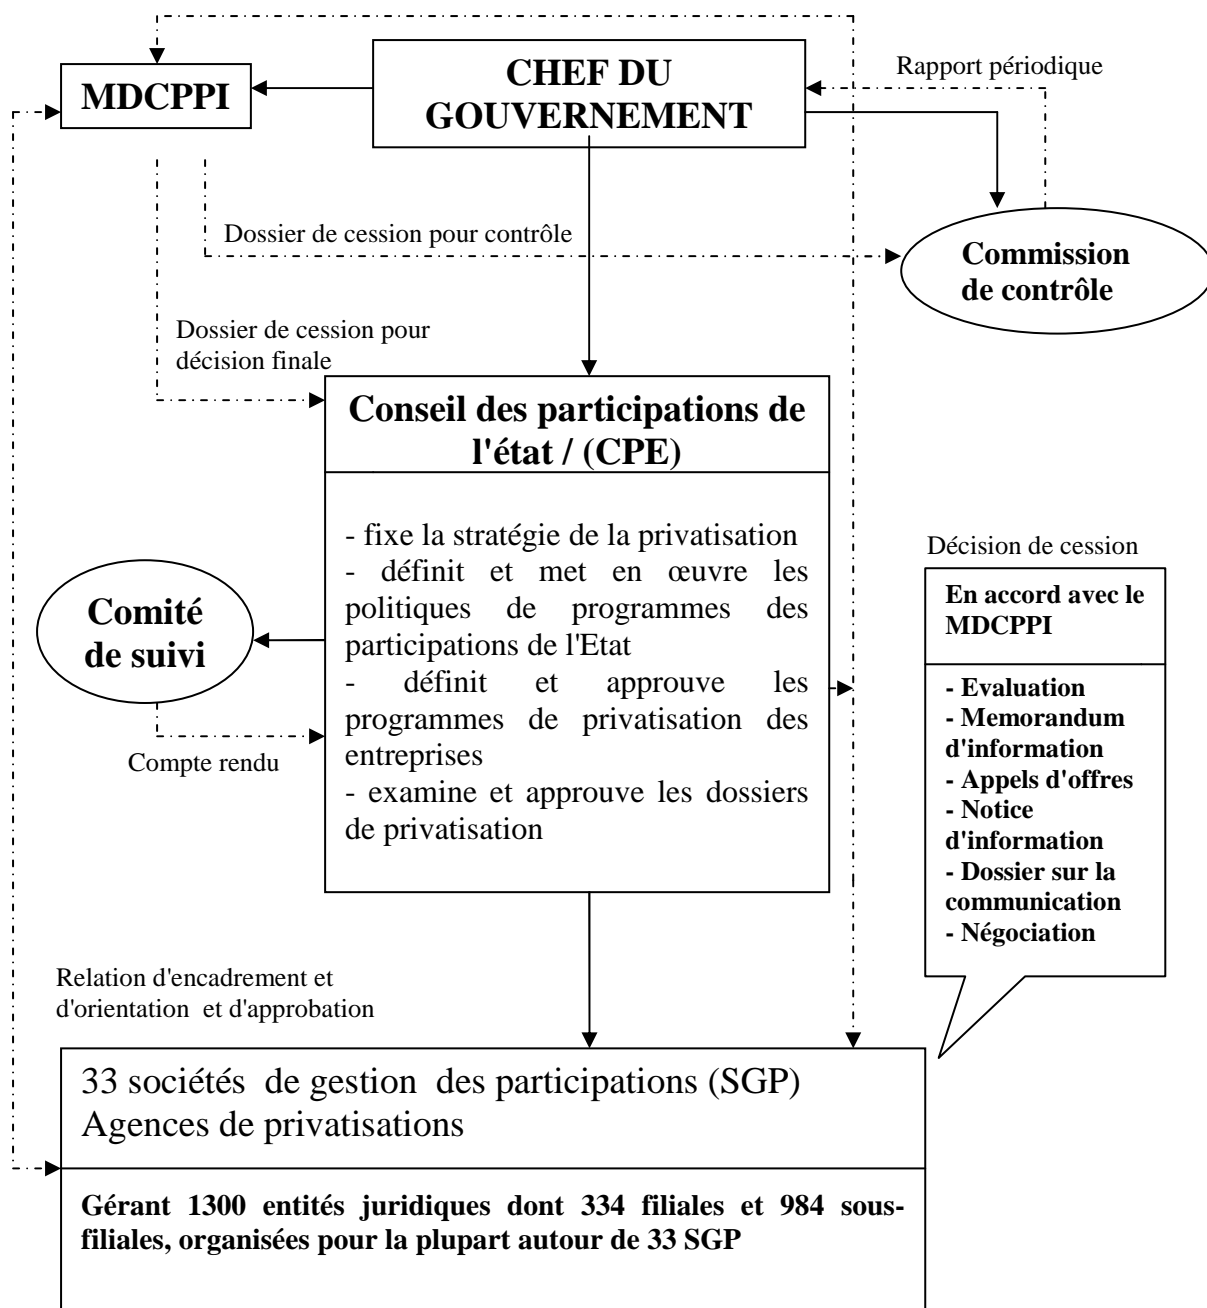 Rapport périodique
MDCPPI
CHEF DU
GOUVERNEMENT
Dossier de cession pour contrôle
Commission
de contrôle
Dossier de cession pour
décision finale
Conseil des participations de
l'état / (CPE)
- fixe la stratégie de la privatisation
- définit et met en œuvre les
politiques de programmes des
participations de l'Etat
- définit et approuve les
programmes de privatisation des
entreprises
- examine et approuve les dossiers
de privatisation
Comité
de suivi
Compte rendu
Décision de cession
En accord avec le
MDCPPI
- Evaluation
- Memorandum
d'information
- Appels d'offres
- Notice
d'information
- Dossier sur la
communication
- Négociation
Relation d'encadrement et
d'orientation et d'approbation
33 sociétés de gestion des participations (SGP)
Agences de privatisations
Gérant 1300 entités juridiques dont 334 filiales et 984 sous-
filiales, organisées pour la plupart autour de 33 SGP